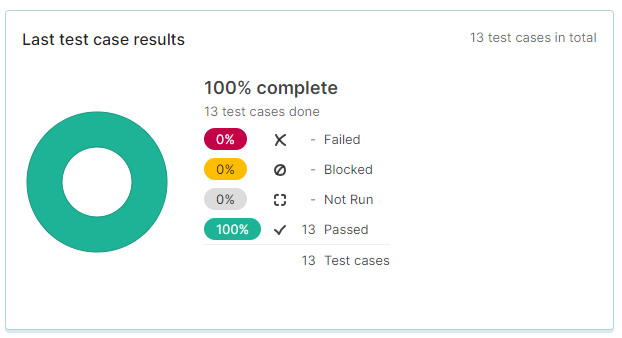 Last test case results
13 test cases in total
100% complete
13 test cases done
0% - Failed
0% - Blocked
0% - Not Run
100% 13 Passed
13 Test cases